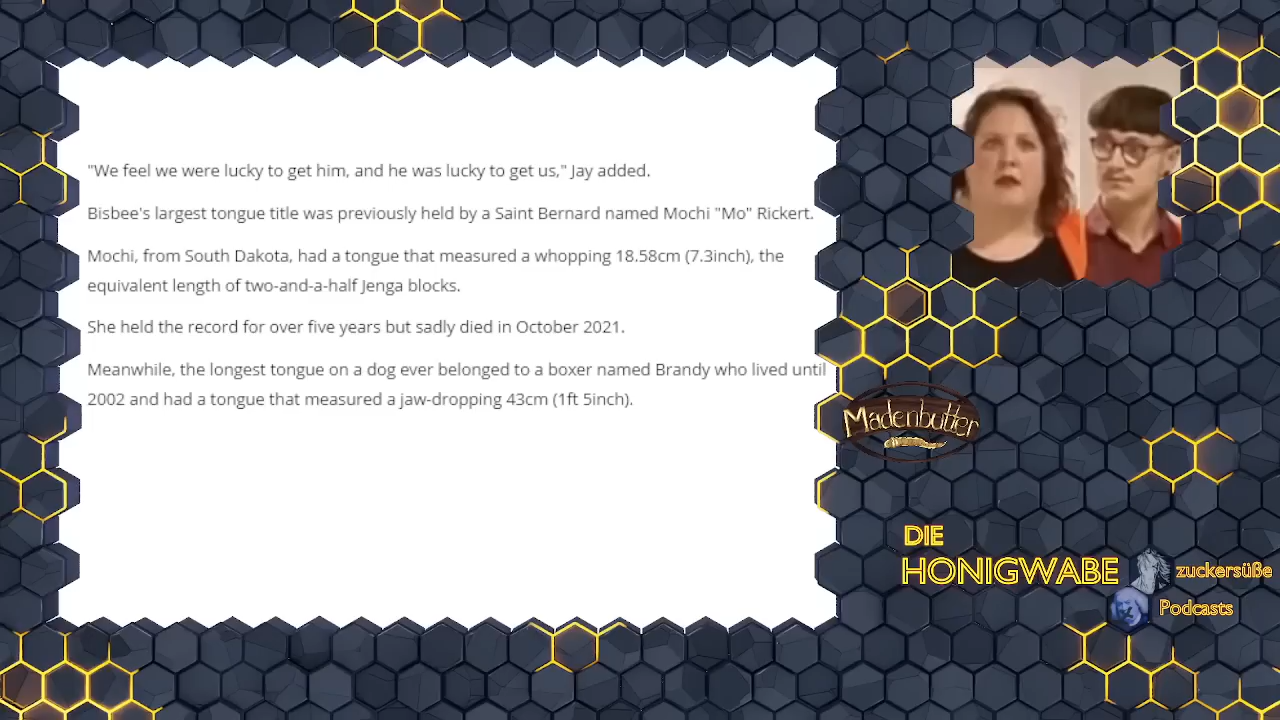 "We feel we were lucky to get him, and he was lucky to get us," Jay added.
Bisbee's largest tongue title was previously held by a Saint Bernard named Mochi "Mo" Rickert.
Mochi, from South Dakota, had a tongue that measured a whopping 18.58cm (7.3inch), the
equivalent length of two-and-a-half Jenga blocks.
She held the record for over five years but sadly died in October 2021.
Meanwhile, the longest tongue on a dog ever belonged to a boxer named Brandy who lived until
2002 and had a tongue that measured a jaw-dropping 43cm (1ft 5inch).
Madenbutter
DIE
HONIGWABE
zuckersüße
Podcasts